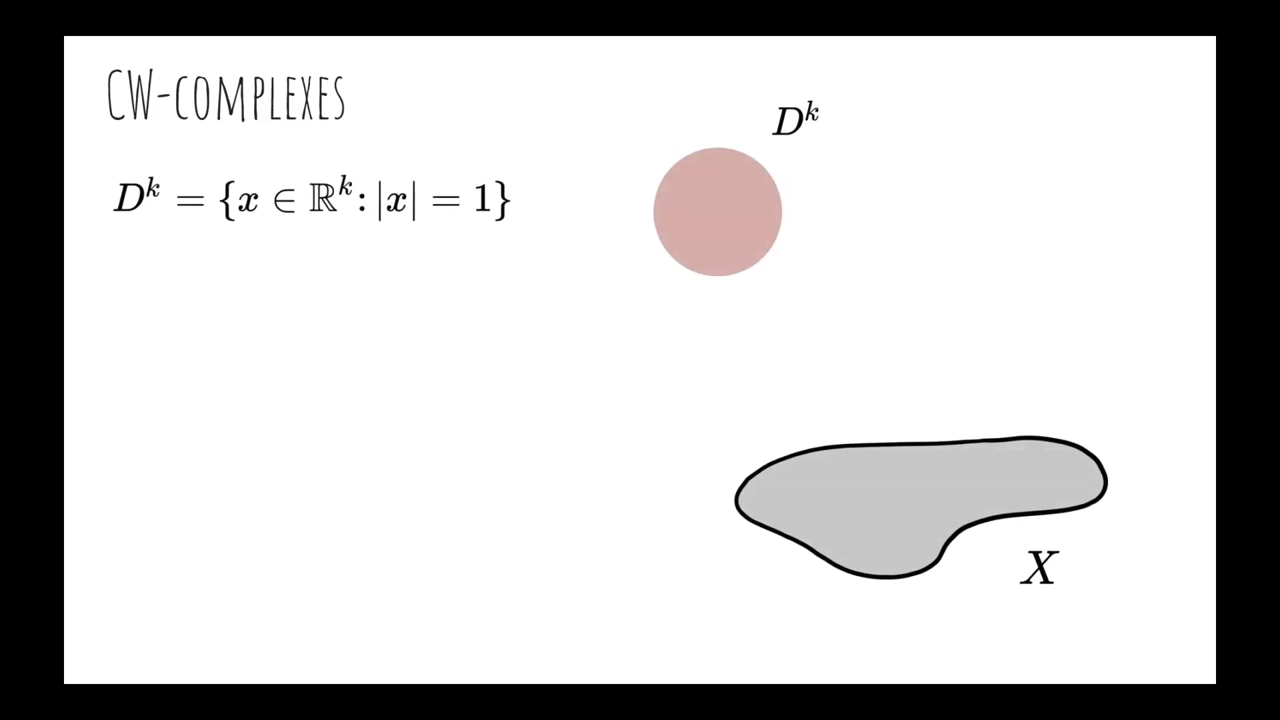 CW-COMPLEXES
D^k
D^k = {x ∈ ℝ^k : |x| = 1}
X